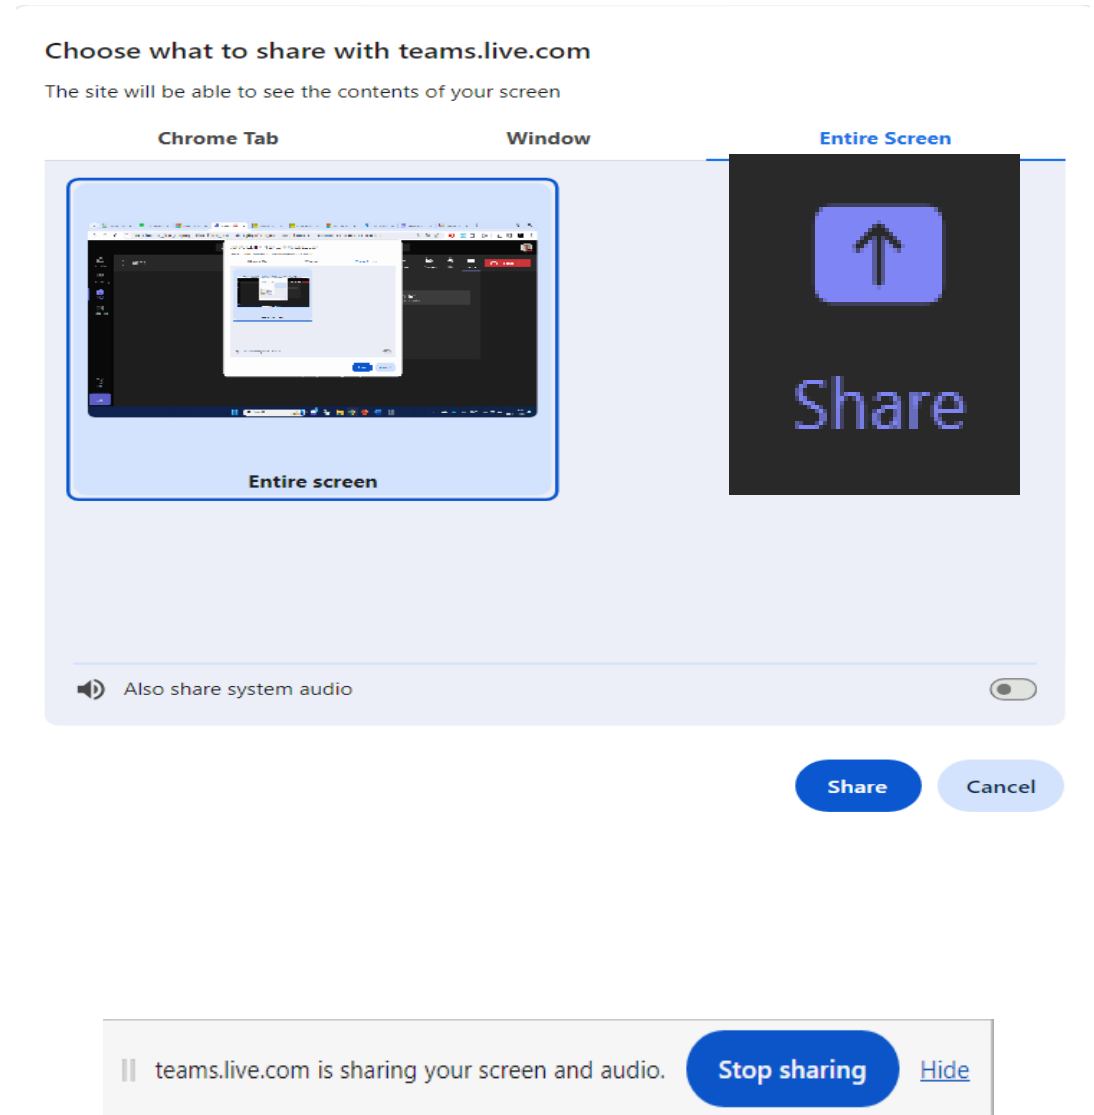 Choose what to share with teams.live.com
The site will be able to see the contents of your screen
Chrome Tab Window Entire Screen
Share
Entire screen
Also share system audio
Share Cancel
teams.live.com is sharing your screen and audio. Stop sharing Hide